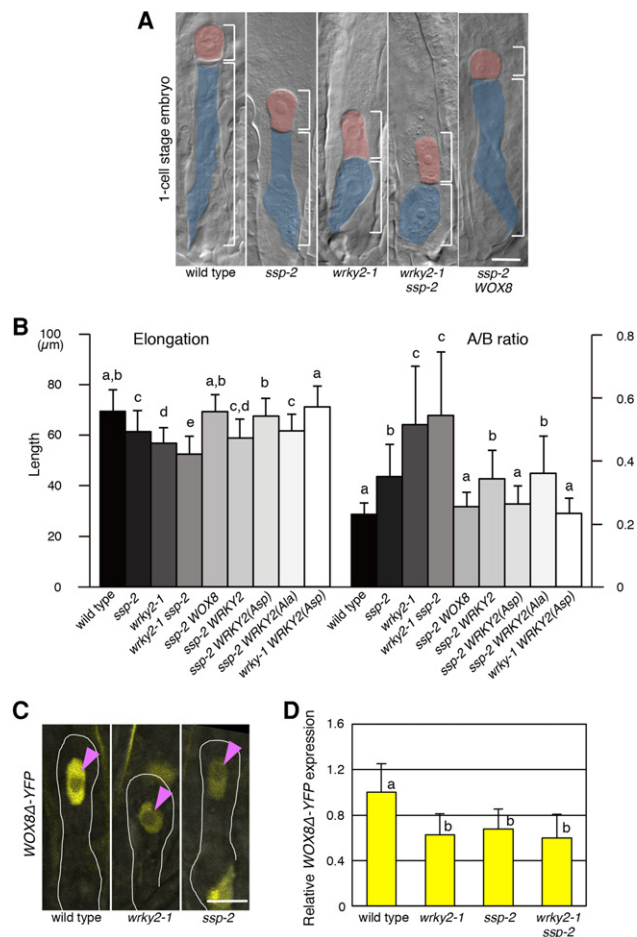 A
1-cell stage embryo
wild type
ssp-2
wrky2-1
wrky2-1
ssp-2
ssp-2
WOX8
B
100
(µm)
Elongation
A/B ratio
0.8
80
60
40
20
0
Length
0.6
0.4
0.2
0
a,b
c
d
e
a,b
c,d
b
c
a
a
b
c
c
a
b
a
b
a
wild type
ssp-2
wrky2-1
wrky2-1 ssp-2
ssp-2 WOX8
ssp-2 WRKY2
ssp-2 WRKY2(Asp)
ssp-2 WRKY2(Ala)
wrky-1 WRKY2(Asp)
wild type
ssp-2
wrky2-1
wrky2-1 ssp-2
ssp-2 WOX8
ssp-2 WRKY2
ssp-2 WRKY2(Asp)
ssp-2 WRKY2(Ala)
wrky-1 WRKY2(Asp)
C
WOX8Δ-YFP
wild type
wrky2-1
ssp-2
D
Relative WOX8Δ-YFP expression
1.6
1.2
0.8
0.4
0
a
b
b
b
wild type
wrky2-1
ssp-2
wrky2-1
ssp-2